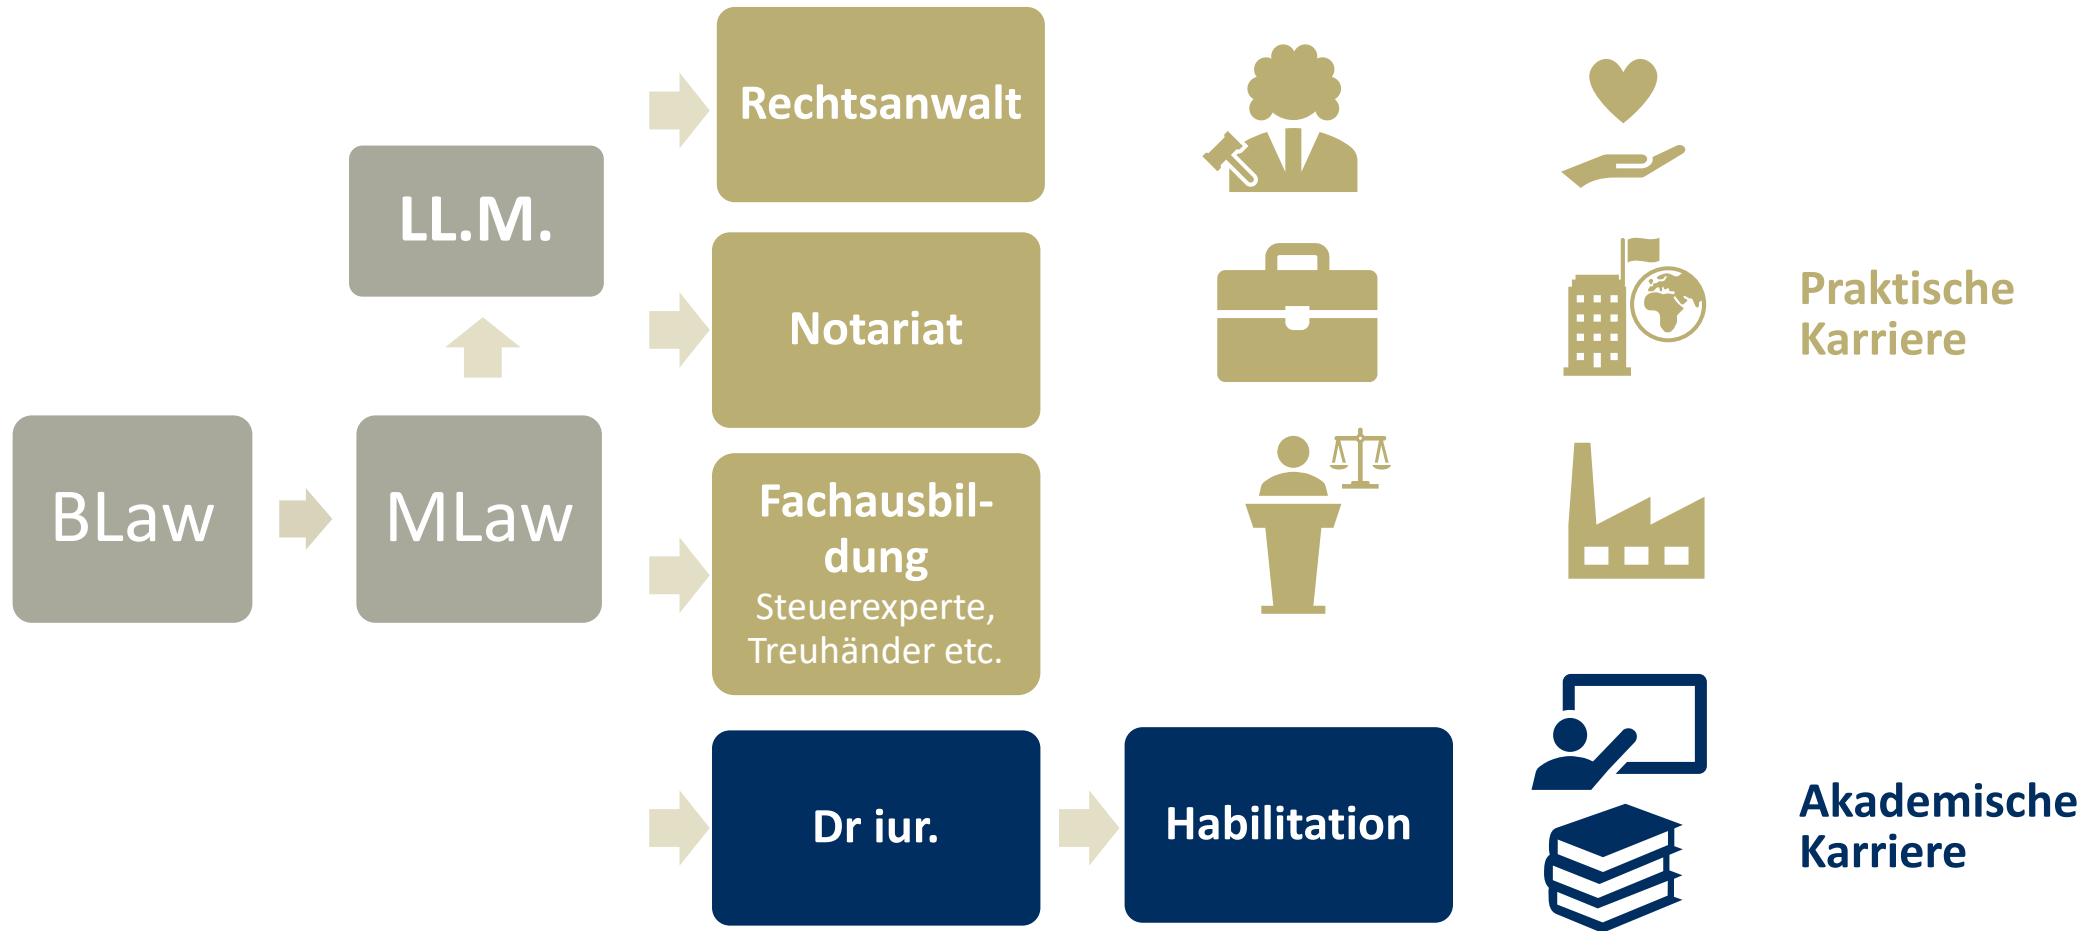 Rechtsanwalt
LL.M.
Notariat
Praktische
Karriere
BLaw
MLaw
Fachausbil-
dung
Steuerexperte,
Treuhänder etc.
Dr iur.
Habilitation
Akademische
Karriere